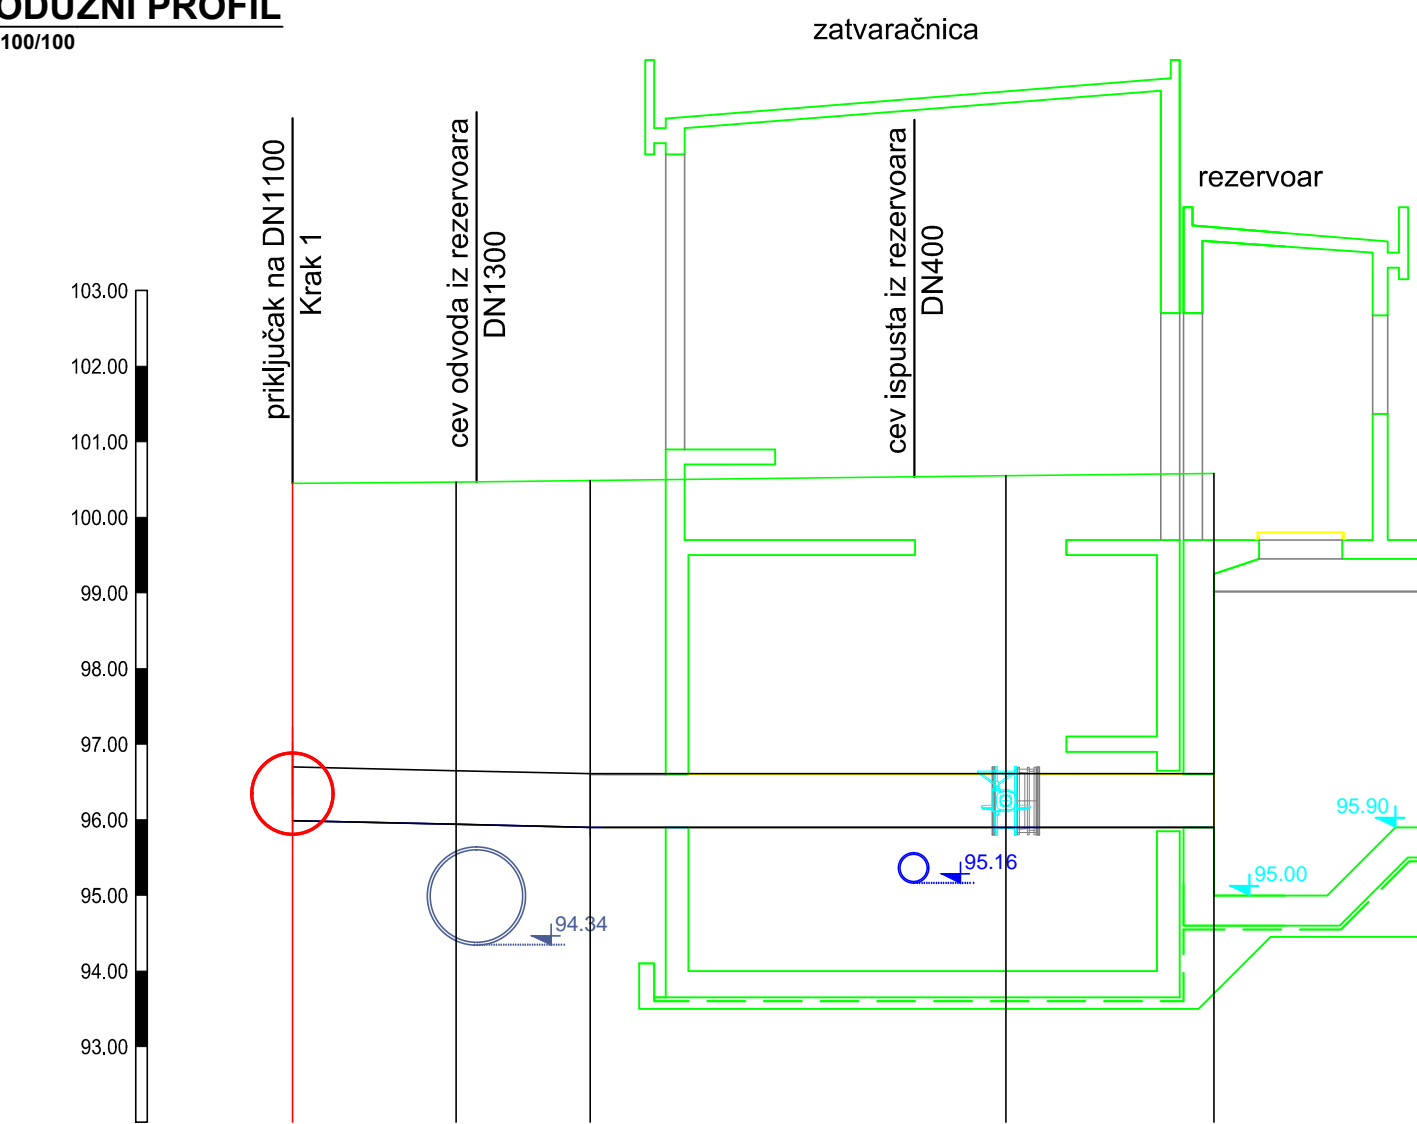 ODUŽNI PROFIL
100/100
zatvaračnica
rezervoar
priključak na DN1100
Krak 1
cev odvoda iz rezervoara
DN1300
cev ispusta iz rezervoara
DN400
103.00
102.00
101.00
100.00
99.00
98.00
97.00
96.00
95.00
94.00
93.00
95.90
95.16
95.00
94.34